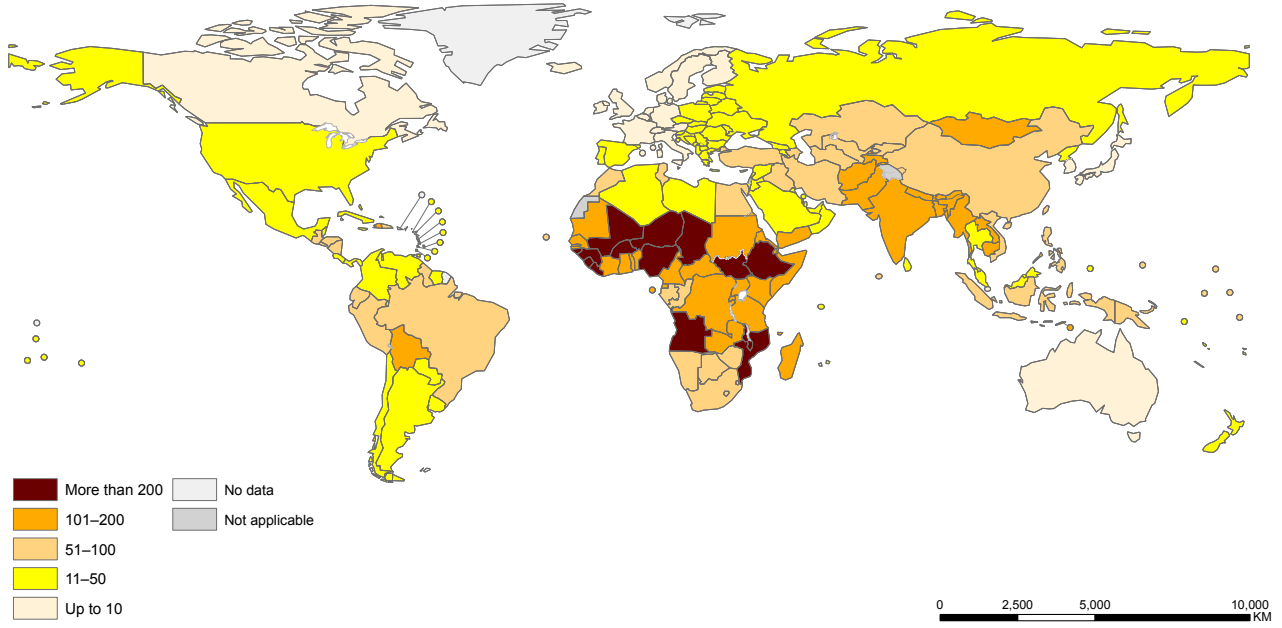 More than 200
No data
101–200
Not applicable
51–100
11–50
Up to 10
0 2,500 5,000 10,000
KM